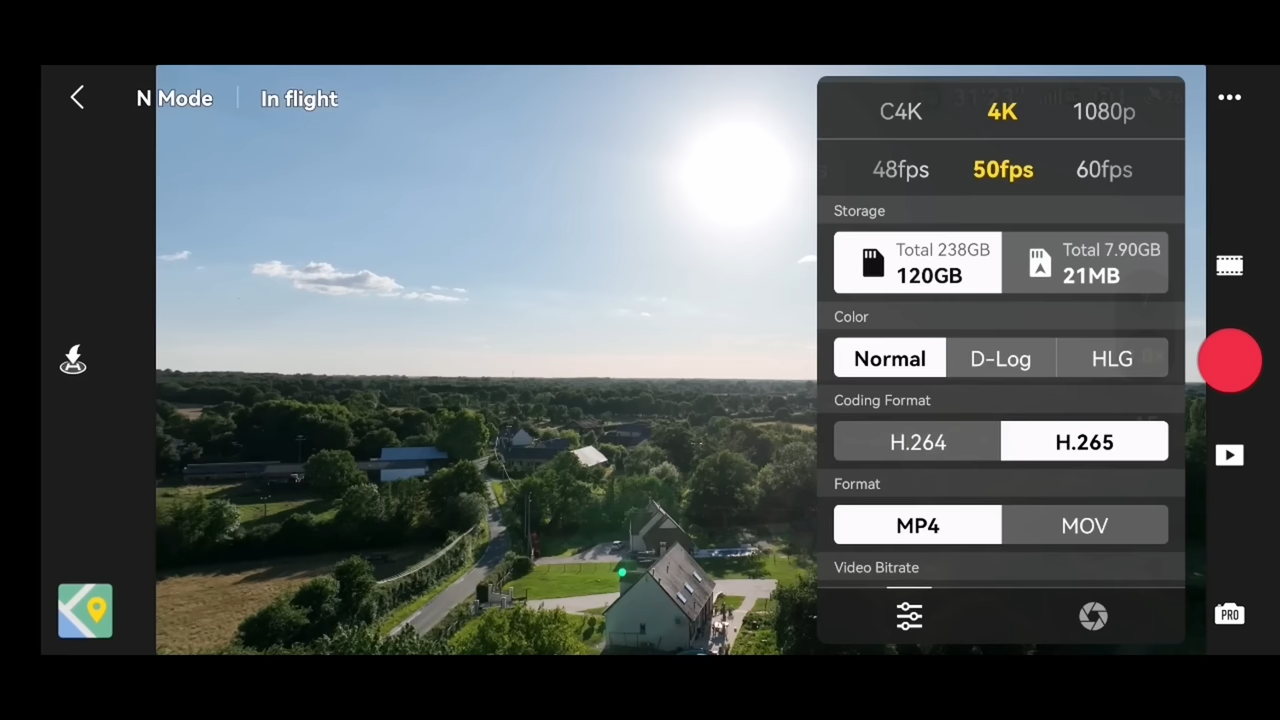 N Mode
In flight
C4K 4K 1080p
48fps 50fps 60fps
Storage
Total 238GB
120GB
Total 7.90GB
21MB
Color
Normal D-Log HLG
Coding Format
H.264 H.265
Format
MP4 MOV
Video Bitrate
PRO